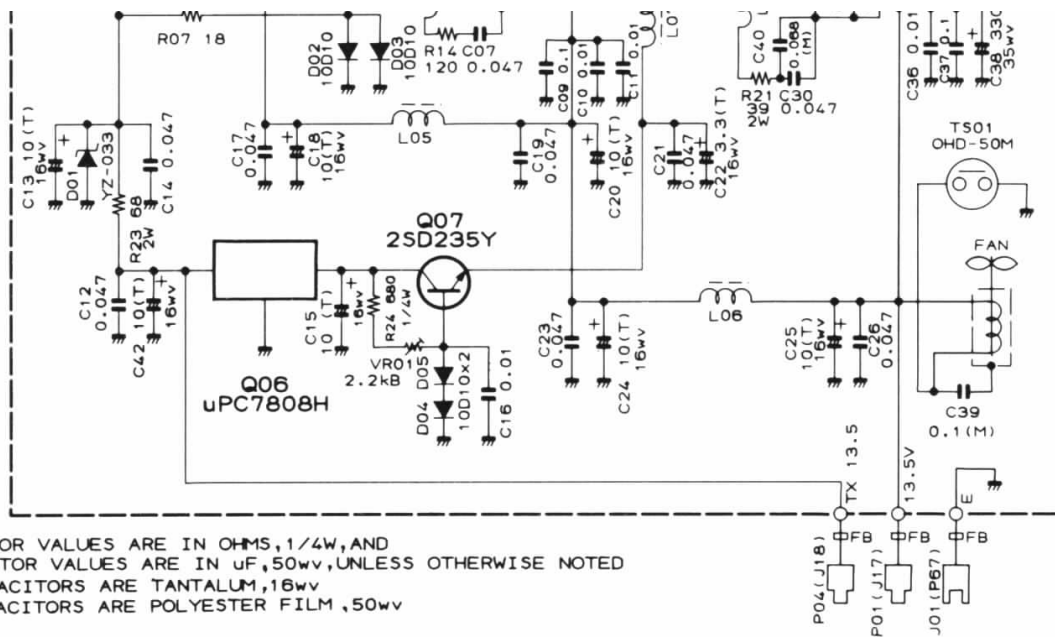 R07 18
D02
10D10
D03
R14
120
C07
0.047
C09 0.1
C10 0.01
C11 0.01
L07
C40
0.068
(M)
R21
39
2W
C30
0.047
C36 0.01
C37 0.1
C38 330
35wv
C13 10(T)
16wv
D01
YZ-033
C14 0.047
C17
0.047
C18
10(T)
16wv
L05
C19
0.047
C20 10(T)
16wv
C21
0.047
C22 3.3(T)
16wv
TS01
OHD-50M
R23 68
2W
Q07
2SD235Y
FAN
C12
0.047
C42 10(T)
16wv
C15
10 (T)
16wv
R24 680
1/4W
VR01
2.2kB
D05
D04
10D10x2
C16 0.01
C23
0.047
C24 10(T)
16wv
L06
C25
10(T)
16wv
C26
0.047
C39
0.1(M)
Q06
uPC7808H
TX 13.5
13.5V
E
FB
FB
FB
P04(J18)
P01(J17)
J01(P67)
OR VALUES ARE IN OHMS,1/4W,AND
TOR VALUES ARE IN uF,50wv,UNLESS OTHERWISE NOTED
ACITORS ARE TANTALUM,16wv
ACITORS ARE POLYESTER FILM,50wv